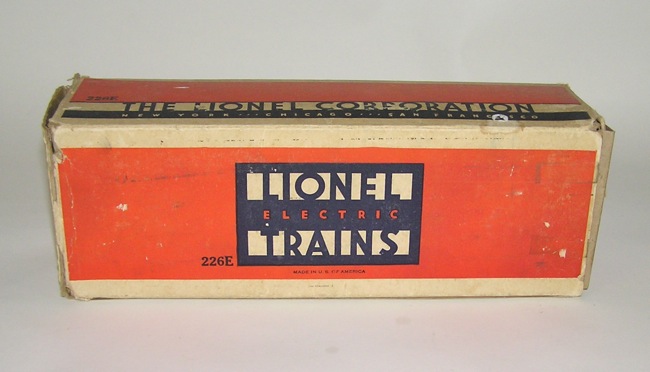 226E
THE LIONEL CORPORATION
NEW YORK ··· CHICAGO ··· SAN FRANCISCO
LIONEL
ELECTRIC
TRAINS
226E
MADE IN U. S. OF AMERICA